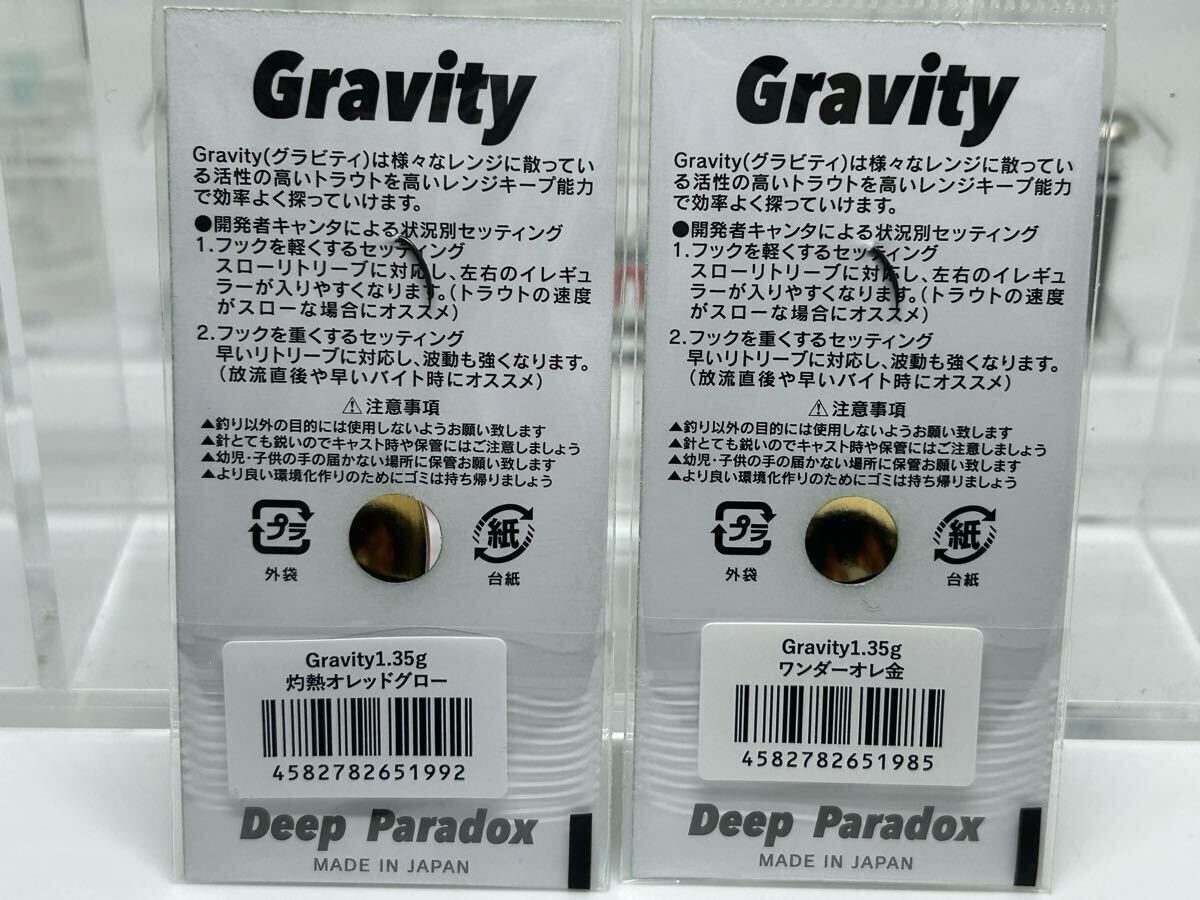 Gravity
Gravity(グラビティ)は様々なレンジに散ってい
る活性の高いトラウトを高いレンジキープ能力
で効率よく探っていけます。
●開発者キャンタによる状況別セッティング
1.フックを軽くするセッティング
スローリトリーブに対応し、左右のイレギュ
ラーが入りやすくなります。(トラウトの速度
がスローな場合にオススメ)
2.フックを重くするセッティング
早いリトリーブに対応し、波動も強くなります。
(放流直後や早いバイト時にオススメ)
⚠注意事項
▲釣り以外の目的には使用しないようお願い致します
▲針とても鋭いのでキャスト時や保管にはご注意しましょう
▲幼児・子供の手の届かない場所に保管お願い致します
▲より良い環境化作りのためにゴミは持ち帰りましょう
プラ
外袋
紙
台紙
Gravity1.35g
灼熱オレッドグロー
4582782651992
Deep Paradox
MADE IN JAPAN
Gravity
Gravity(グラビティ)は様々なレンジに散ってい
る活性の高いトラウトを高いレンジキープ能力
で効率よく探っていけます。
●開発者キャンタによる状況別セッティング
1.フックを軽くするセッティング
スローリトリーブに対応し、左右のイレギュ
ラーが入りやすくなります。(トラウトの速度
がスローな場合にオススメ)
2.フックを重くするセッティング
早いリトリーブに対応し、波動も強くなります。
(放流直後や早いバイト時にオススメ)
⚠注意事項
▲釣り以外の目的には使用しないようお願い致します
▲針とても鋭いのでキャスト時や保管にはご注意しましょう
▲幼児・子供の手の届かない場所に保管お願い致します
▲より良い環境化作りのためにゴミは持ち帰りましょう
プラ
外袋
紙
台紙
Gravity1.35g
ワンダーオレ金
4582782651985
Deep Paradox
MADE IN JAPAN